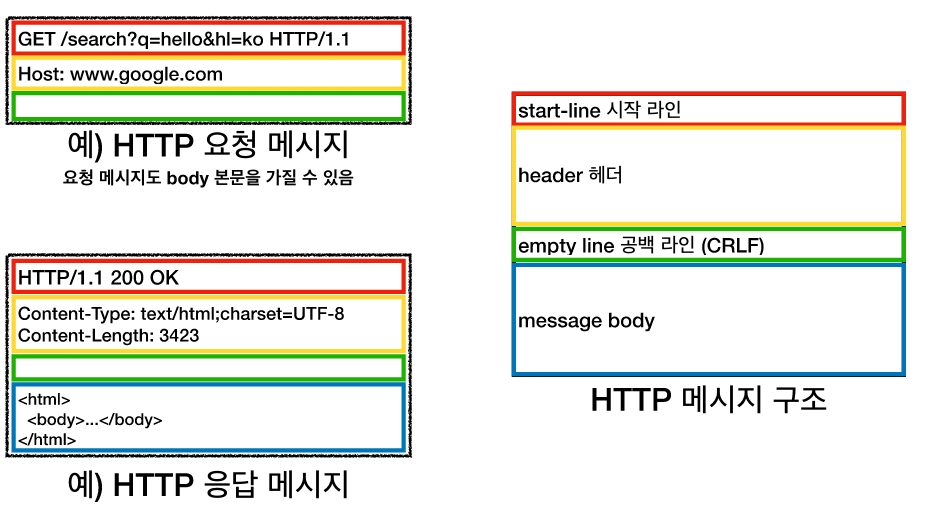 GET /search?q=hello&hl=ko HTTP/1.1
Host: www.google.com
예) HTTP 요청 메시지
요청 메시지도 body 본문을 가질 수 있음
HTTP/1.1 200 OK
Content-Type: text/html;charset=UTF-8
Content-Length: 3423
<html>
<body>...</body>
</html>
예) HTTP 응답 메시지
start-line 시작 라인
header 헤더
empty line 공백 라인 (CRLF)
message body
HTTP 메시지 구조